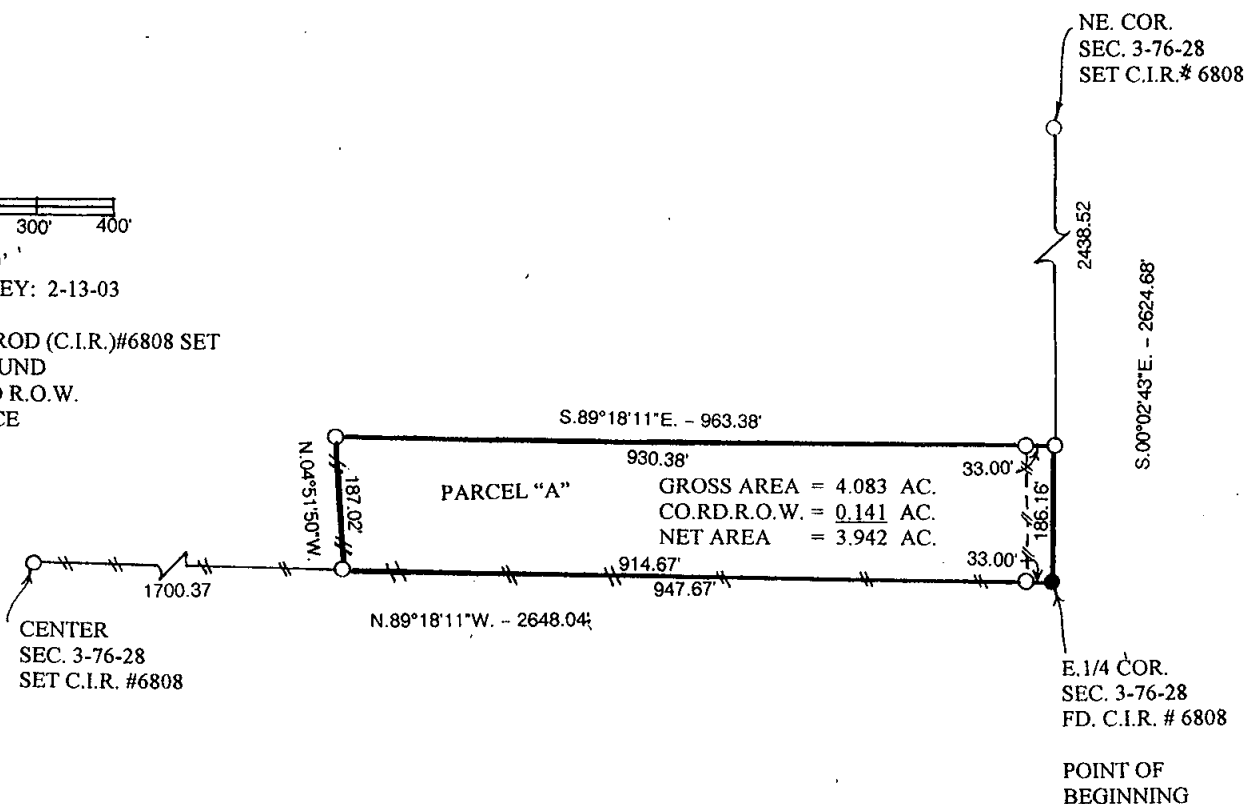 NE. COR.
SEC. 3-76-28
SET C.I.R.# 6808
300' 400'
EY: 2-13-03
ROD (C.I.R.)#6808 SET
UND
R.O.W.
CE
2438.52
S.00°02'43"E. - 2624.68'
S.89°18'11"E. - 963.38'
930.38'
33.00'
N.04°51'50"W.
187.02'
PARCEL "A"
GROSS AREA = 4.083 AC.
CO.RD.R.O.W. = 0.141 AC.
NET AREA = 3.942 AC.
186.16'
33.00'
914.67'
947.67'
1700.37
N.89°18'11"W. - 2648.04'
CENTER
SEC. 3-76-28
SET C.I.R. #6808
E.1/4 COR.
SEC. 3-76-28
FD. C.I.R. # 6808
POINT OF
BEGINNING